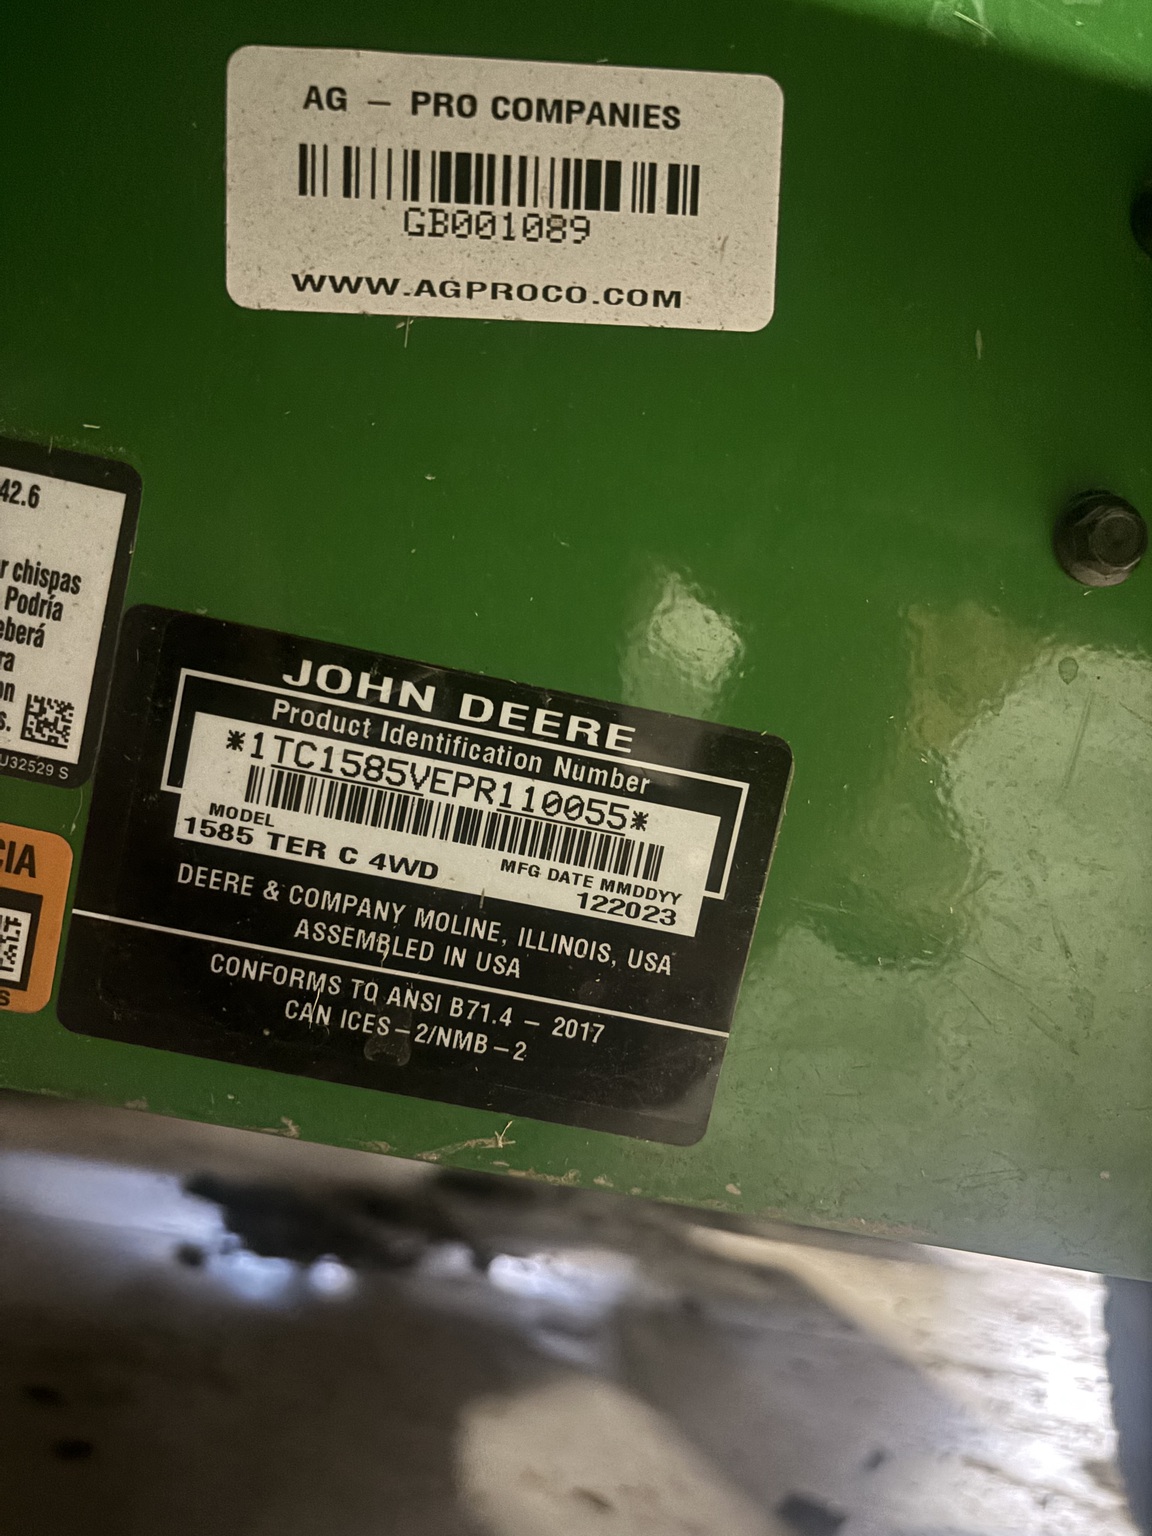 AG – PRO COMPANIES
GB001089
WWW.AGPROCO.COM
42.6
chispas
Podría
JOHN DEERE
Product Identification Number
*1TC1585VEPR110055*
MODEL
1585 TER C 4WD
MFG DATE MMDDYY
122023
DEERE & COMPANY MOLINE, ILLINOIS, USA
ASSEMBLED IN USA
CONFORMS TO ANSI B71.4 – 2017
CAN ICES – 2/NMB – 2